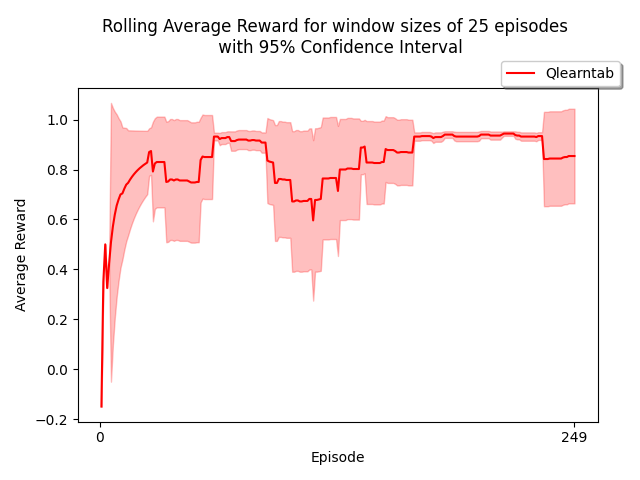 Rolling Average Reward for window sizes of 25 episodes
with 95% Confidence Interval
Qlearntab
1.0
0.8
0.6
0.4
0.2
0.0
−0.2
Average Reward
0
249
Episode